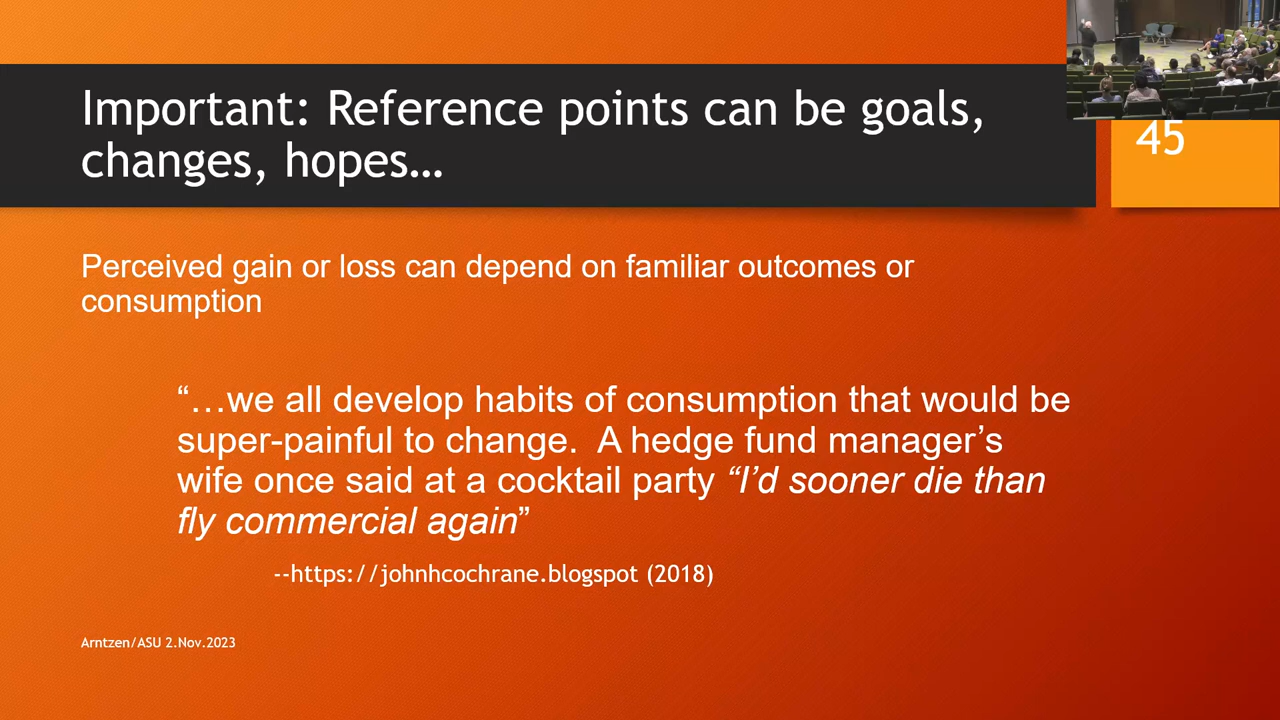 Important: Reference points can be goals,
changes, hopes…
45
Perceived gain or loss can depend on familiar outcomes or
consumption
“…we all develop habits of consumption that would be
super-painful to change.  A hedge fund manager’s
wife once said at a cocktail party “I’d sooner die than
fly commercial again”
--https://johnhcochrane.blogspot (2018)
Arntzen/ASU 2.Nov.2023